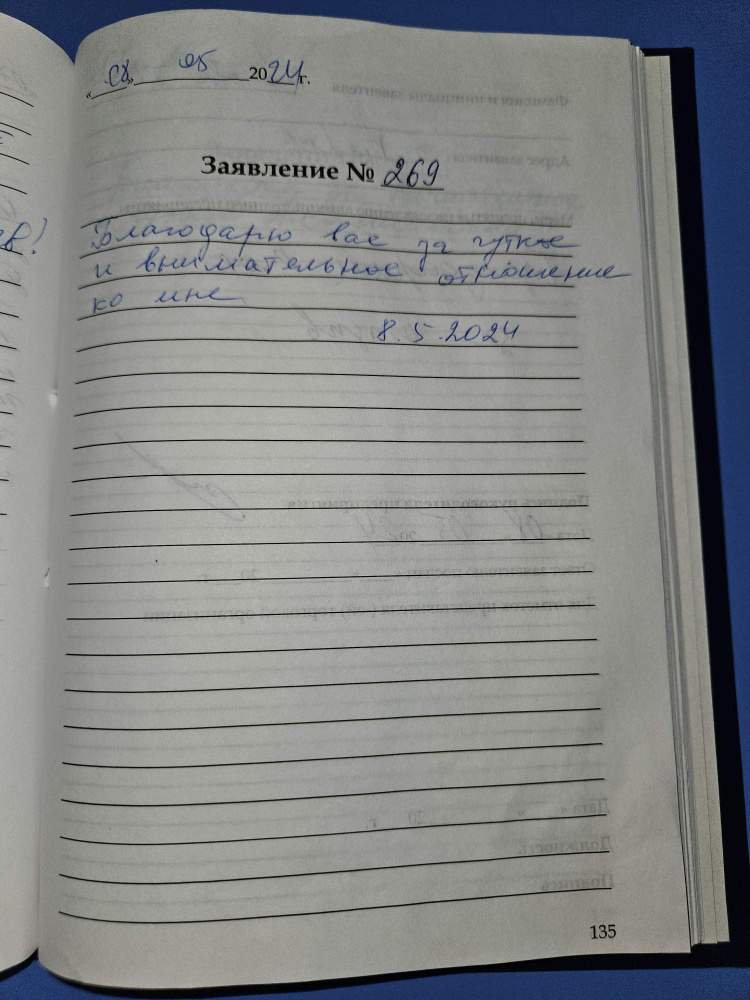 « 08 » 05 2024 г.
Заявление № 269
Благодарю вас за чуткое
и внимательное отношение
ко мне
8.5.2024
135